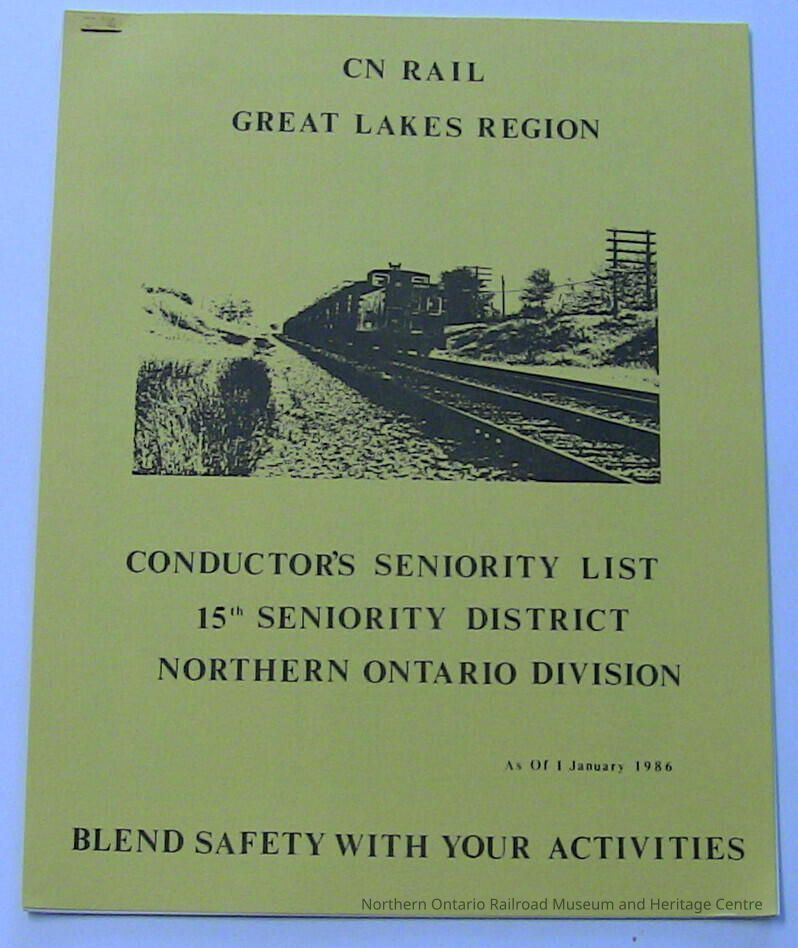 CN RAIL
GREAT LAKES REGION
CONDUCTOR'S SENIORITY LIST
15th SENIORITY DISTRICT
NORTHERN ONTARIO DIVISION
As Of 1 January 1986
BLEND SAFETY WITH YOUR ACTIVITIES
Northern Ontario Railroad Museum and Heritage Centre